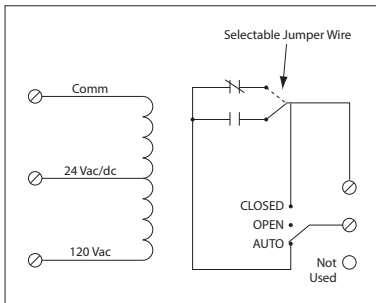 Selectable Jumper Wire
Comm
24 Vac/dc
120 Vac
CLOSED
OPEN
AUTO
Not
Used